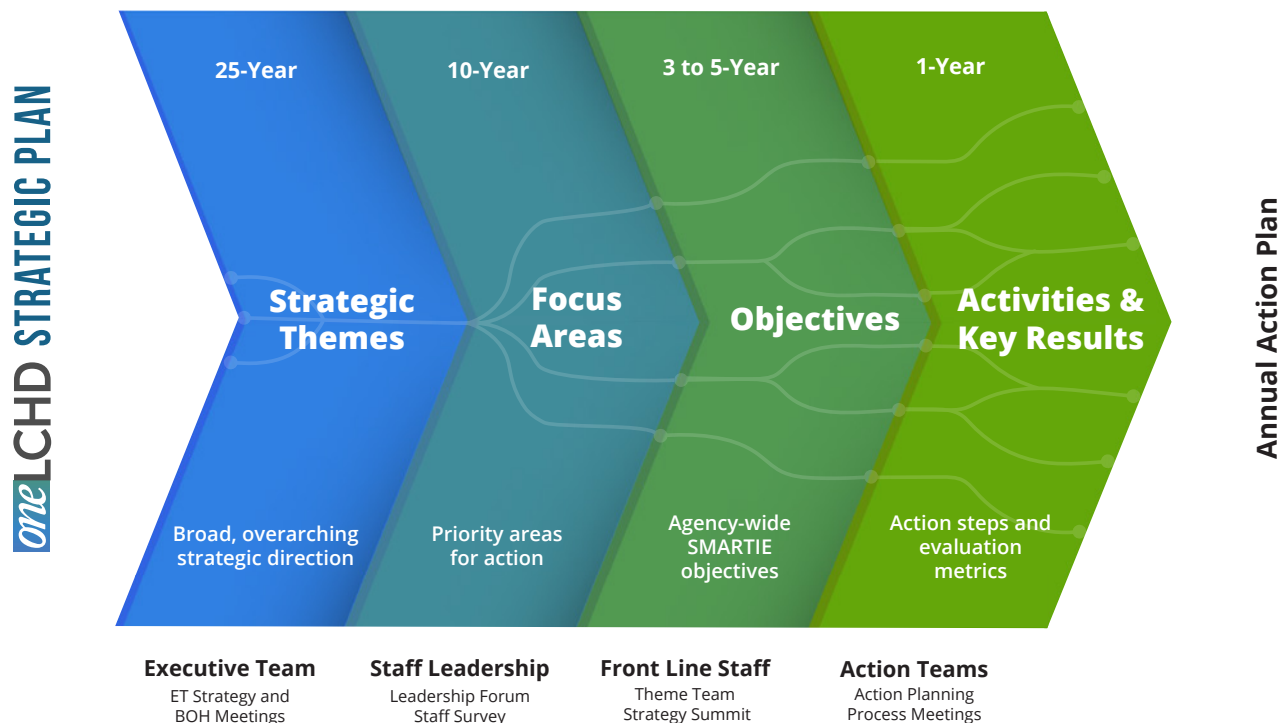 one LCHD STRATEGIC PLAN
25-Year
10-Year
3 to 5-Year
1-Year
Strategic
Themes
Focus
Areas
Objectives
Activities &
Key Results
Broad, overarching
strategic direction
Priority areas
for action
Agency-wide
SMARTIE
objectives
Action steps and
evaluation
metrics
Executive Team
ET Strategy and
BOH Meetings
Staff Leadership
Leadership Forum
Staff Survey
Front Line Staff
Theme Team
Strategy Summit
Action Teams
Action Planning
Process Meetings
Annual Action Plan